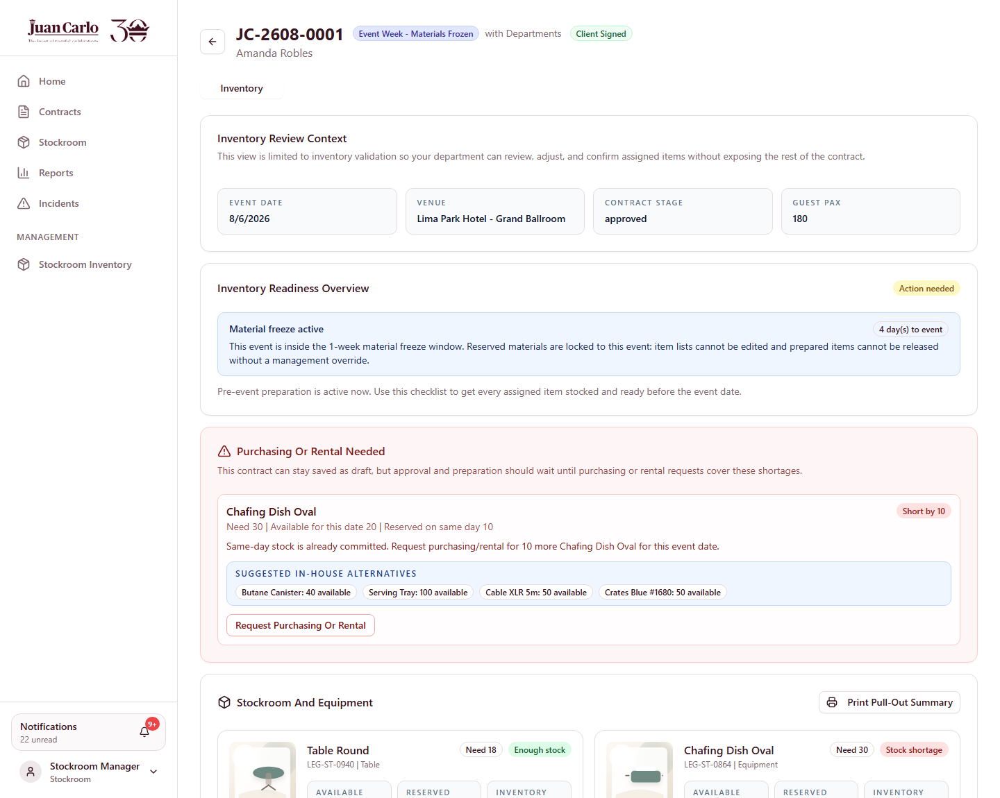 Juan Carlo 30
Home
Contracts
Stockroom
Reports
Incidents
MANAGEMENT
Stockroom Inventory
Notifications
22 unread
9+
Stockroom Manager
Stockroom
JC-2608-0001
Event Week - Materials Frozen
with Departments
Client Signed
Amanda Robles
Inventory
Inventory Review Context
This view is limited to inventory validation so your department can review, adjust, and confirm assigned items without exposing the rest of the contract.
EVENT DATE
8/6/2026
VENUE
Lima Park Hotel - Grand Ballroom
CONTRACT STAGE
approved
GUEST PAX
180
Inventory Readiness Overview
Action needed
Material freeze active
4 day(s) to event
This event is inside the 1-week material freeze window. Reserved materials are locked to this event: item lists cannot be edited and prepared items cannot be released
without a management override.
Pre-event preparation is active now. Use this checklist to get every assigned item stocked and ready before the event date.
Purchasing Or Rental Needed
This contract can stay saved as draft, but approval and preparation should wait until purchasing or rental requests cover these shortages.
Chafing Dish Oval
Short by 10
Need 30 | Available for this date 20 | Reserved on same day 10
Same-day stock is already committed. Request purchasing/rental for 10 more Chafing Dish Oval for this event date.
SUGGESTED IN-HOUSE ALTERNATIVES
Butane Canister: 40 available
Serving Tray: 100 available
Cable XLR 5m: 50 available
Crates Blue #1680: 50 available
Request Purchasing Or Rental
Stockroom And Equipment
Print Pull-Out Summary
Table Round
Need 18
Enough stock
LEG-ST-0940 | Table
AVAILABLE
RESERVED
INVENTORY
Chafing Dish Oval
Need 30
Stock shortage
LEG-ST-0864 | Equipment
AVAILABLE
RESERVED
INVENTORY